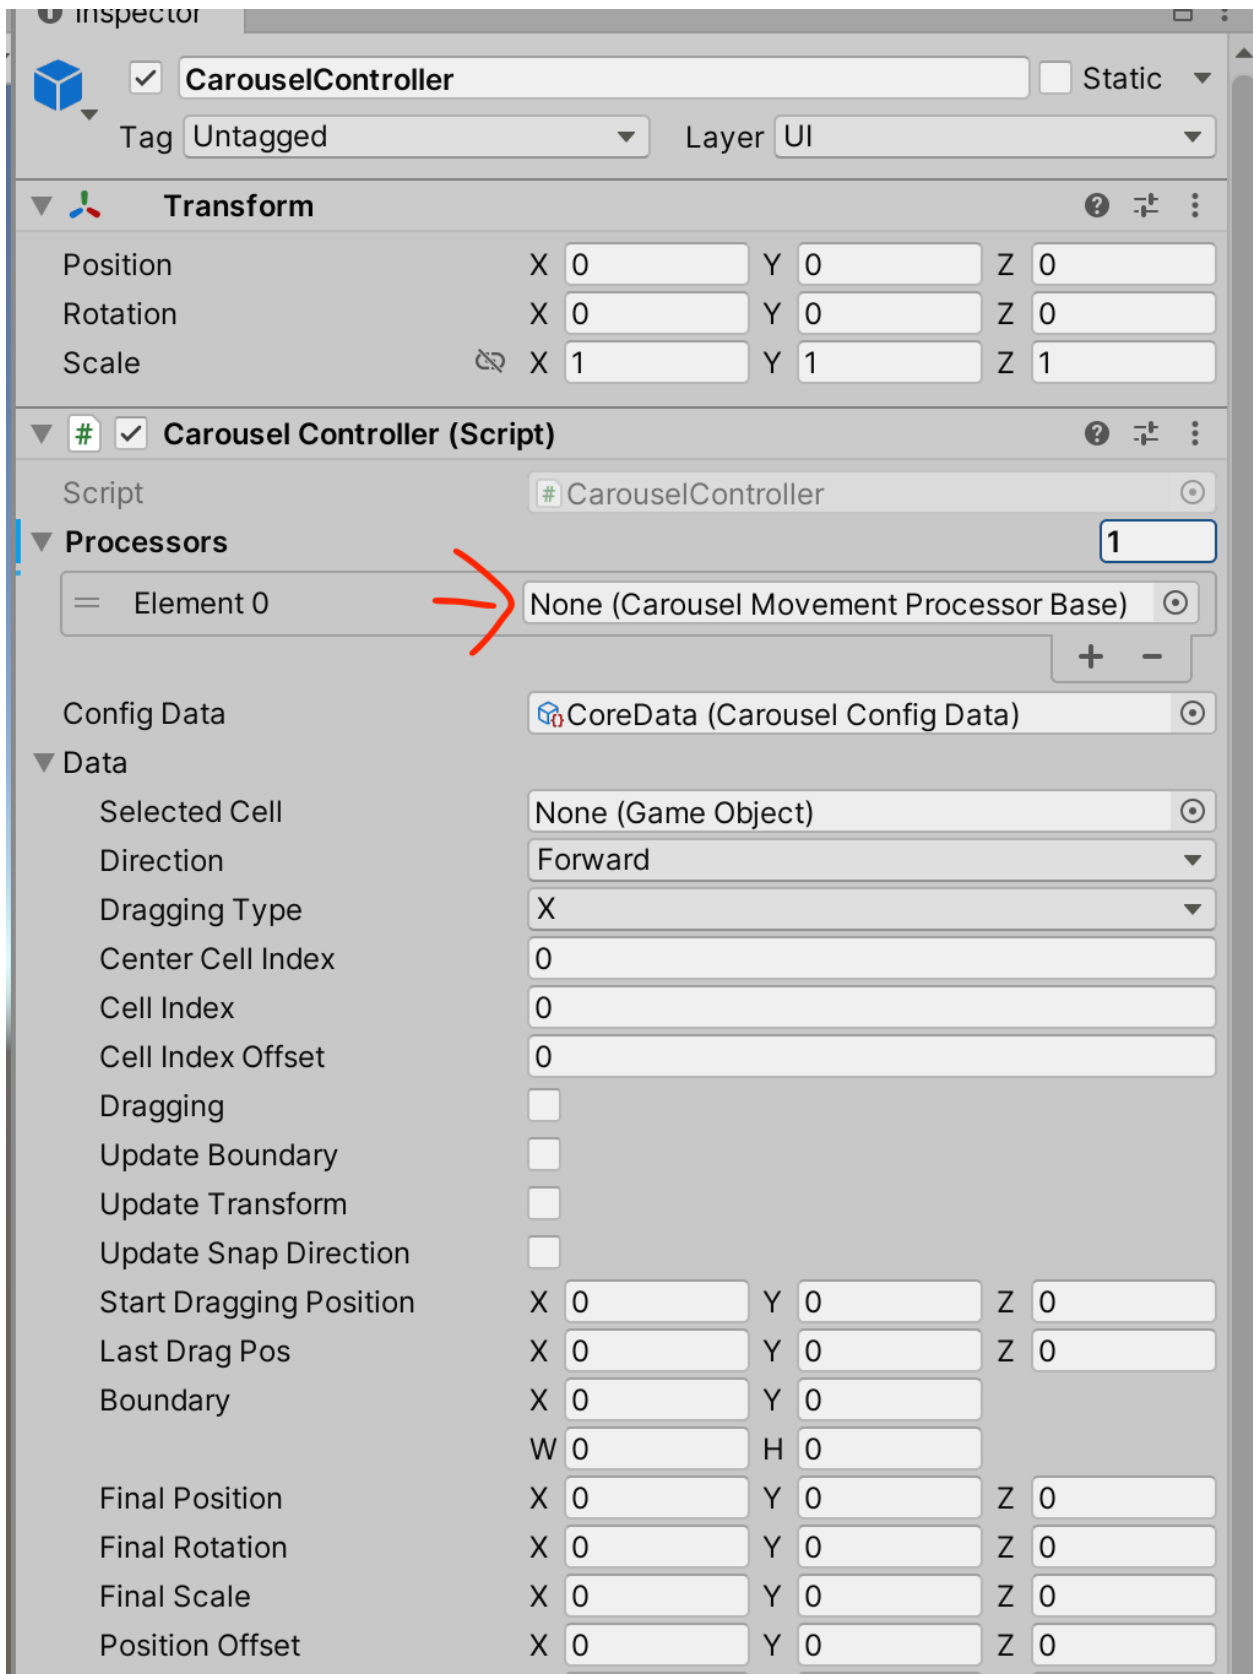 Inspector
CarouselController Static
Tag Untagged Layer UI
Transform
Position X 0 Y 0 Z 0
Rotation X 0 Y 0 Z 0
Scale X 1 Y 1 Z 1
# Carousel Controller (Script)
Script # CarouselController
Processors 1
Element 0 None (Carousel Movement Processor Base)
+ −
Config Data CoreData (Carousel Config Data)
Data
Selected Cell None (Game Object)
Direction Forward
Dragging Type X
Center Cell Index 0
Cell Index 0
Cell Index Offset 0
Dragging
Update Boundary
Update Transform
Update Snap Direction
Start Dragging Position X 0 Y 0 Z 0
Last Drag Pos X 0 Y 0 Z 0
Boundary X 0 Y 0
W 0 H 0
Final Position X 0 Y 0 Z 0
Final Rotation X 0 Y 0 Z 0
Final Scale X 0 Y 0 Z 0
Position Offset X 0 Y 0 Z 0